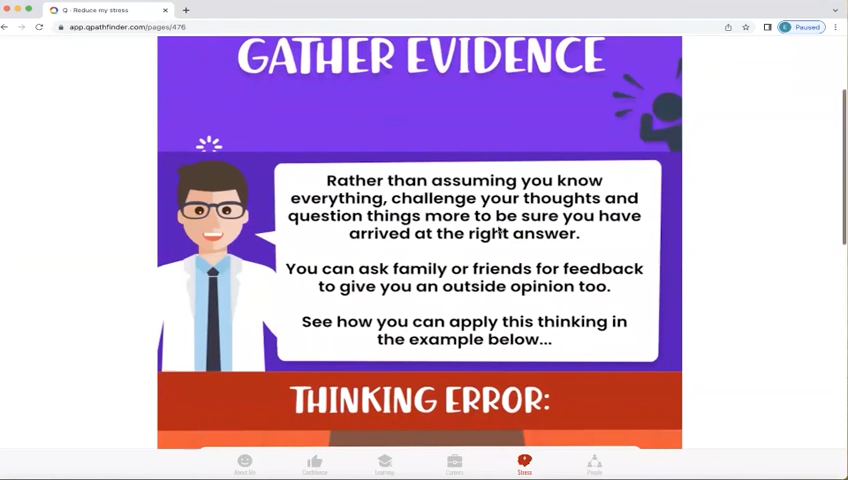 Q - Reduce my stress
app.qpathfinder.com/pages/476
E
Paused
GATHER EVIDENCE
Rather than assuming you know
everything, challenge your thoughts and
question things more to be sure you have
arrived at the right answer.
You can ask family or friends for feedback
to give you an outside opinion too.
See how you can apply this thinking in
the example below...
THINKING ERROR:
About Me
Confidence
Learning
Careers
Stress
People